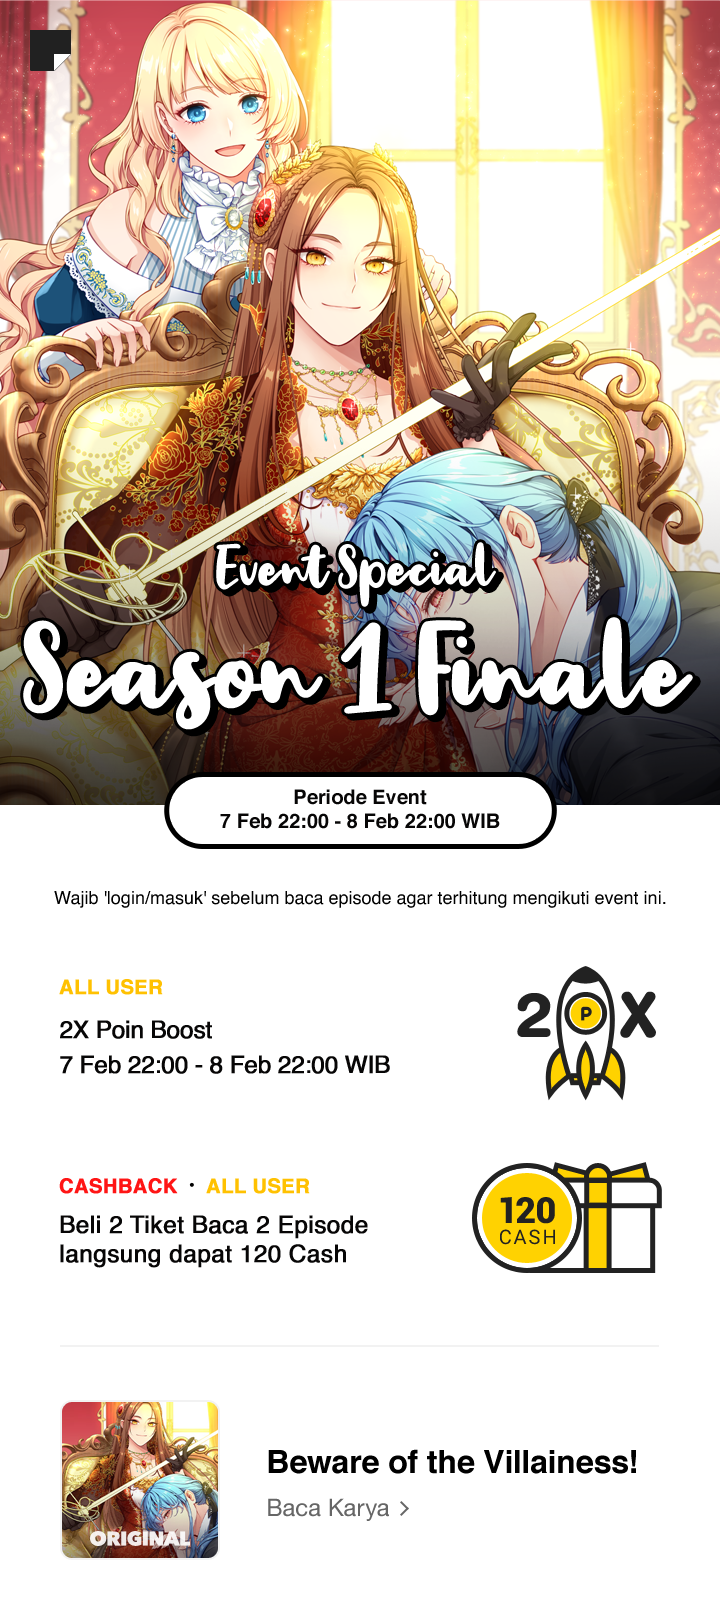 Event Special
Season 1 Finale
Periode Event
7 Feb 22:00 - 8 Feb 22:00 WIB
Wajib 'login/masuk' sebelum baca episode agar terhitung mengikuti event ini.
ALL USER
2X Poin Boost
7 Feb 22:00 - 8 Feb 22:00 WIB
2 P X
CASHBACK · ALL USER
Beli 2 Tiket Baca 2 Episode
langsung dapat 120 Cash
120
CASH
ORIGINAL
Beware of the Villainess!
Baca Karya >